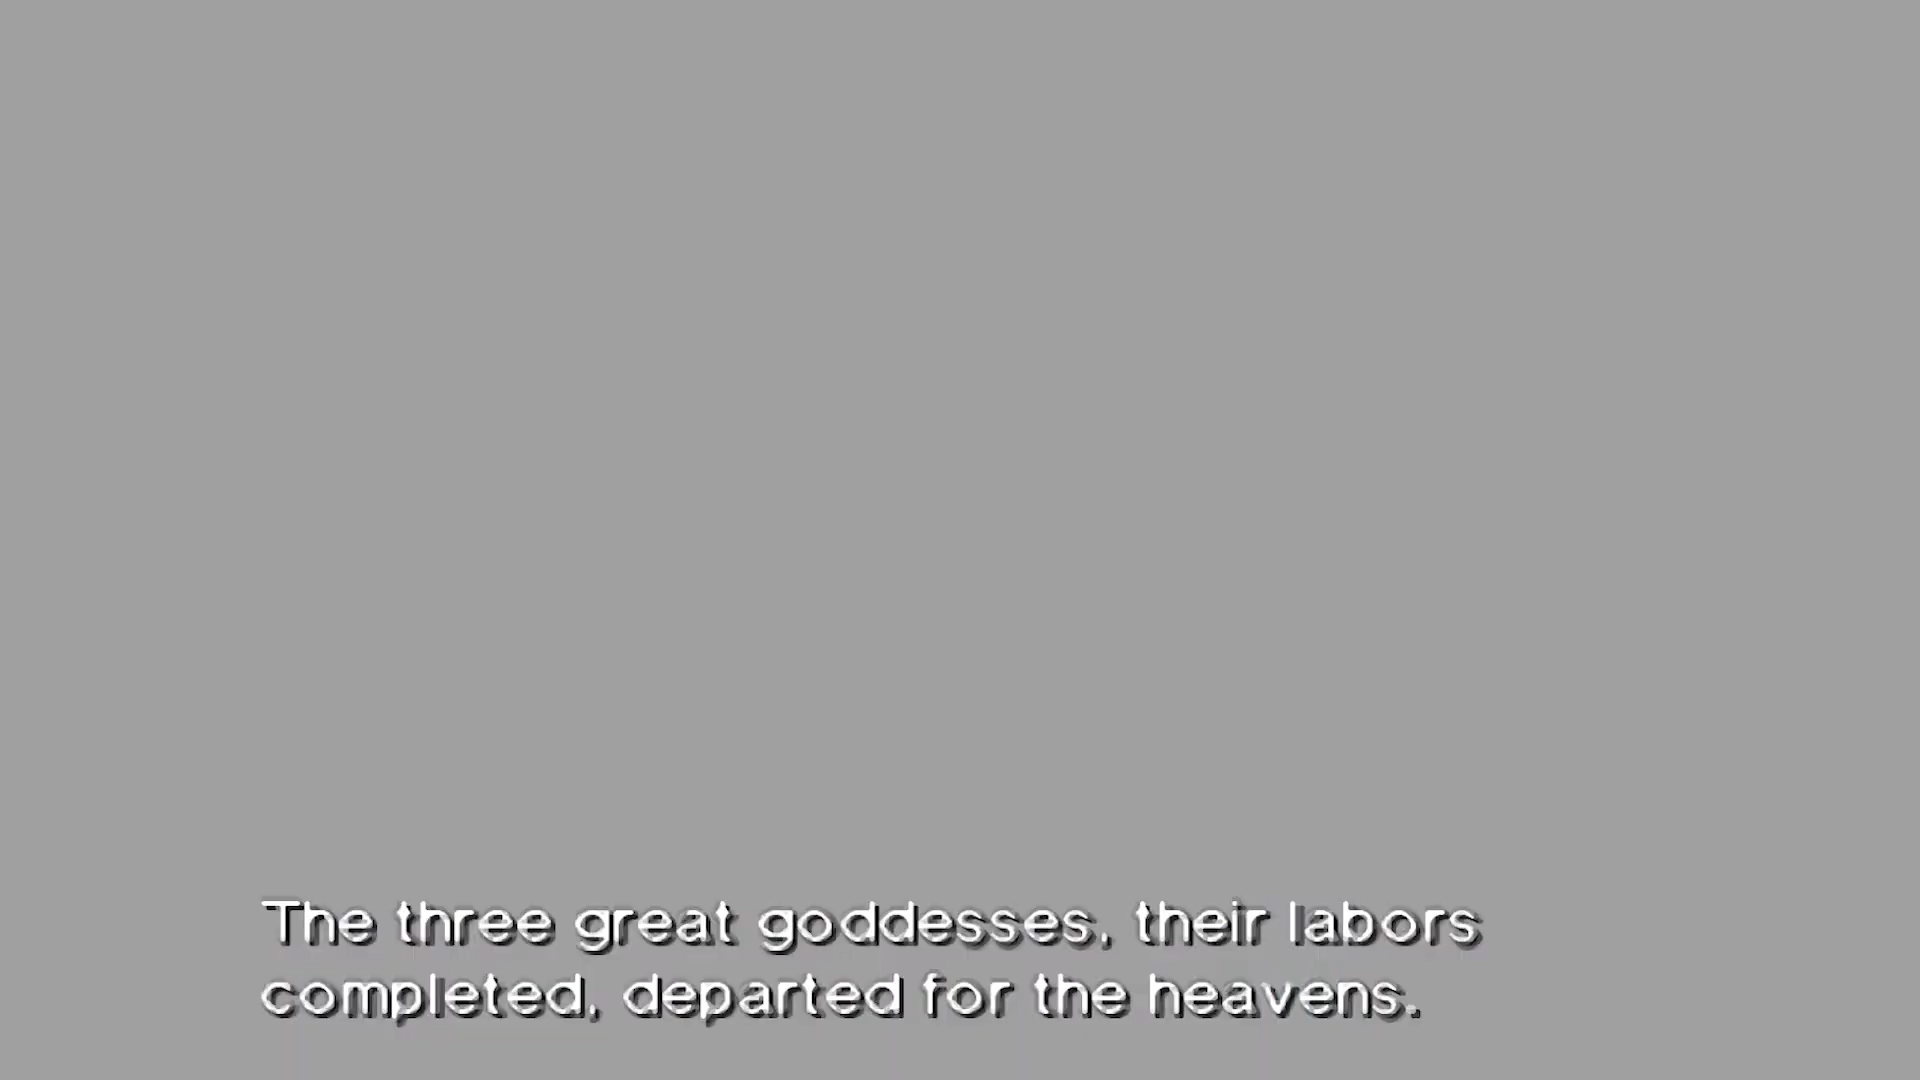 The three great goddesses, their labors
completed, departed for the heavens.